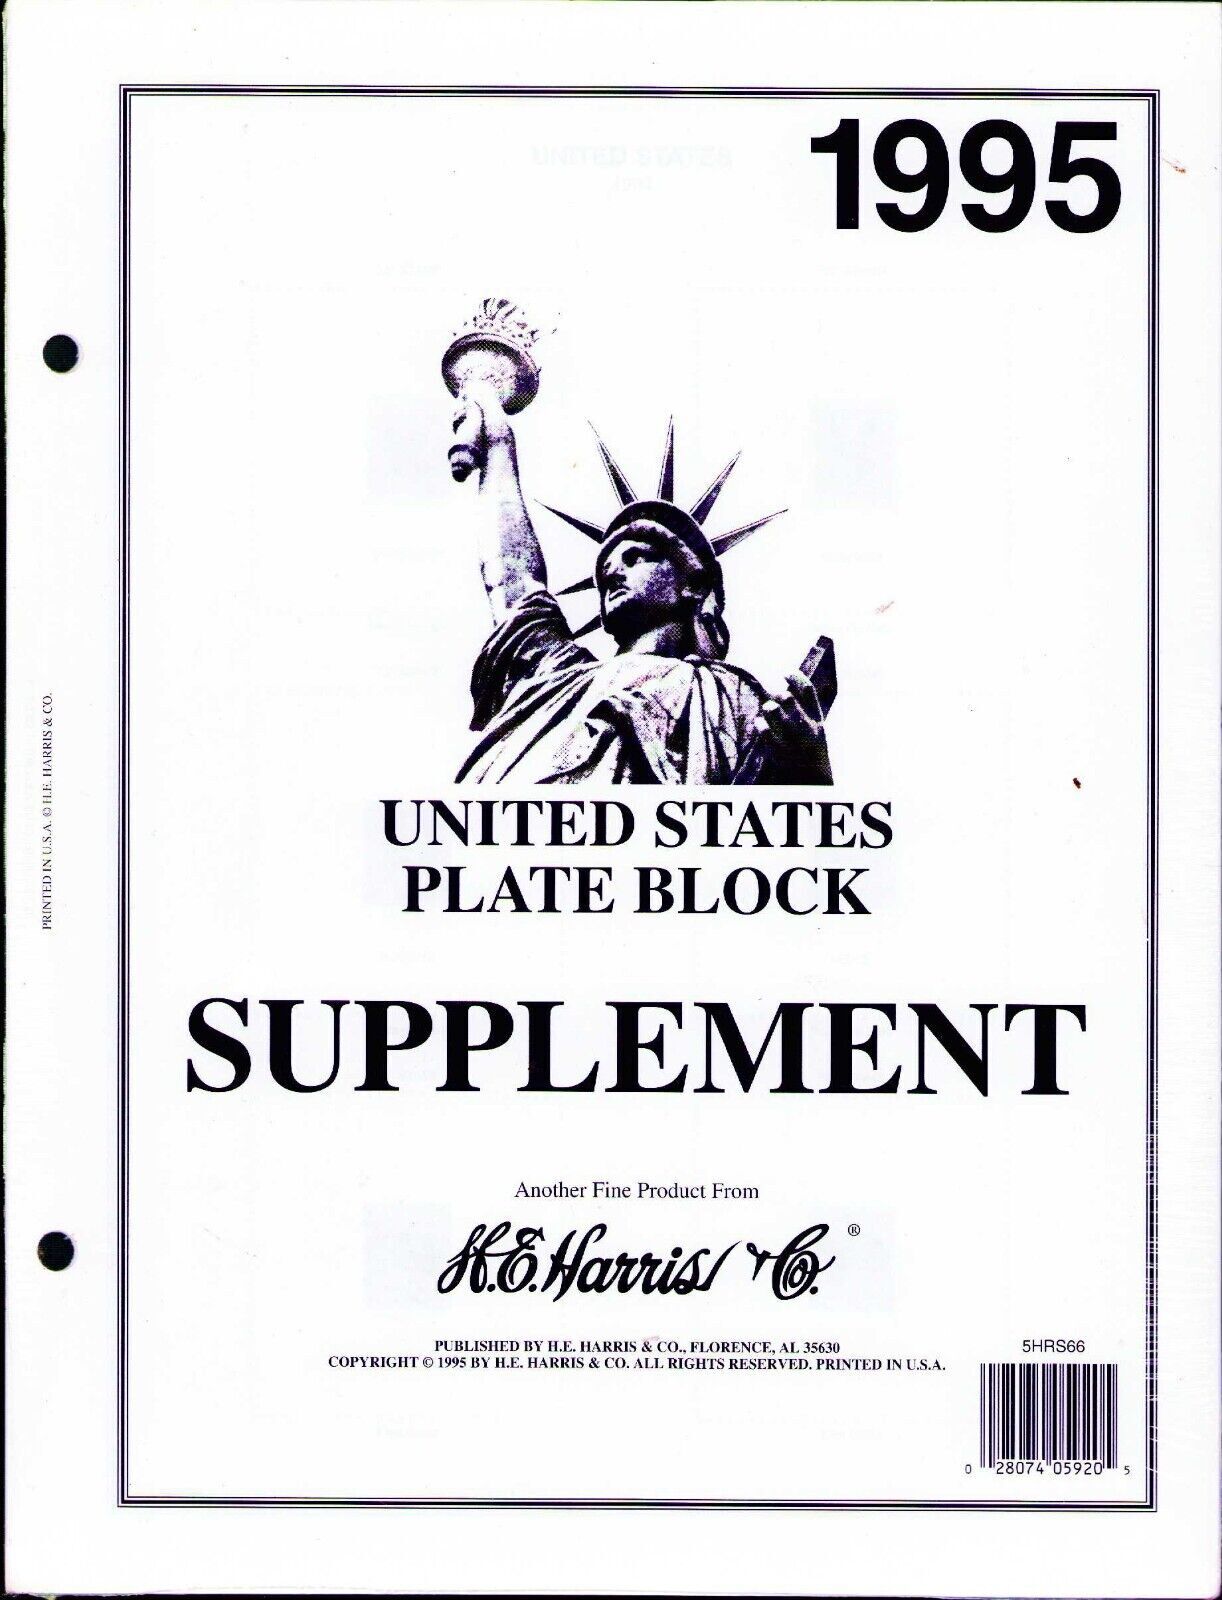 1995
UNITED STATES
PLATE BLOCK
SUPPLEMENT
Another Fine Product From
H.E. Harris & Co.®
PUBLISHED BY H.E. HARRIS & CO., FLORENCE, AL 35630
COPYRIGHT © 1995 BY H.E. HARRIS & CO. ALL RIGHTS RESERVED. PRINTED IN U.S.A.
5HRS66
0 28074 05920 5
PRINTED IN U.S.A. © H.E. HARRIS & CO.
UNITED STATES